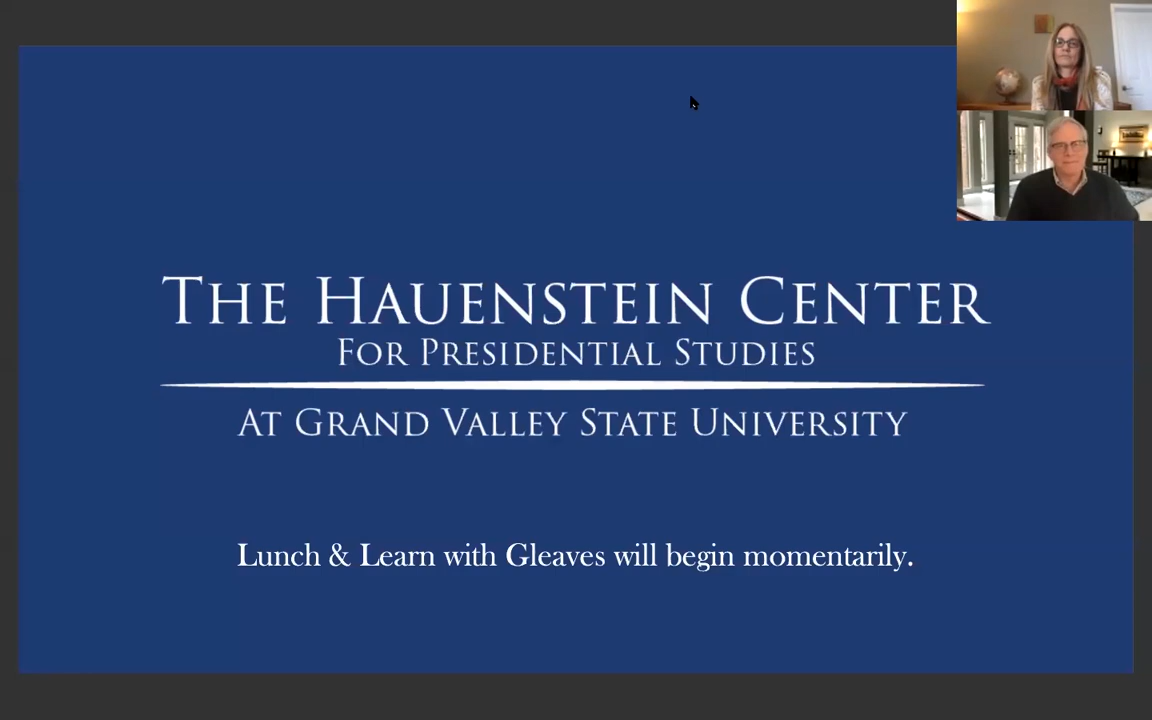 THE HAUENSTEIN CENTER
FOR PRESIDENTIAL STUDIES
AT GRAND VALLEY STATE UNIVERSITY
Lunch & Learn with Gleaves will begin momentarily.